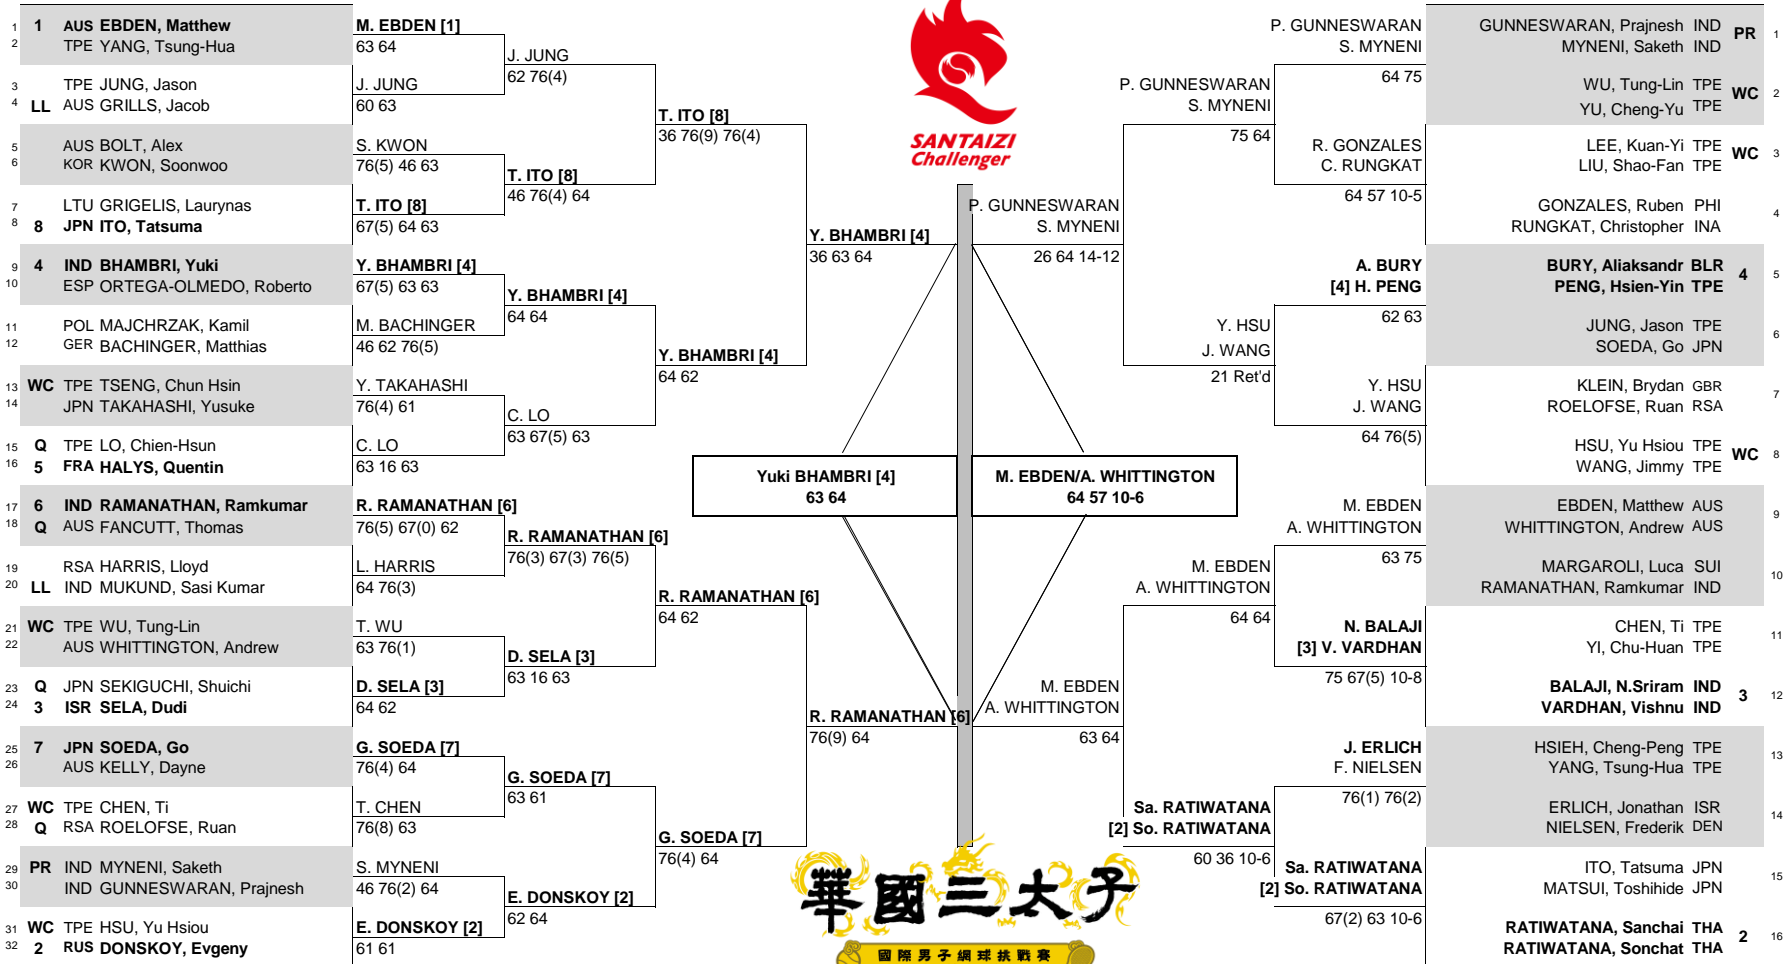 1 1 AUS EBDEN, Matthew
2 TPE YANG, Tsung-Hua
3 TPE JUNG, Jason
4 LL AUS GRILLS, Jacob
5 AUS BOLT, Alex
6 KOR KWON, Soonwoo
7 LTU GRIGELIS, Laurynas
8 8 JPN ITO, Tatsuma
9 4 IND BHAMBRI, Yuki
10 ESP ORTEGA-OLMEDO, Roberto
11 POL MAJCHRZAK, Kamil
12 GER BACHINGER, Matthias
13 WC TPE TSENG, Chun Hsin
14 JPN TAKAHASHI, Yusuke
15 Q TPE LO, Chien-Hsun
16 5 FRA HALYS, Quentin
17 6 IND RAMANATHAN, Ramkumar
18 Q AUS FANCUTT, Thomas
19 RSA HARRIS, Lloyd
20 LL IND MUKUND, Sasi Kumar
21 WC TPE WU, Tung-Lin
22 AUS WHITTINGTON, Andrew
23 Q JPN SEKIGUCHI, Shuichi
24 3 ISR SELA, Dudi
25 7 JPN SOEDA, Go
26 AUS KELLY, Dayne
27 WC TPE CHEN, Ti
28 Q RSA ROELOFSE, Ruan
29 PR IND MYNENI, Saketh
30 IND GUNNESWARAN, Prajnesh
31 WC TPE HSU, Yu Hsiou
32 2 RUS DONSKOY, Evgeny
M. EBDEN [1]
63 64
J. JUNG
60 63
S. KWON
76(5) 46 63
T. ITO [8]
67(5) 64 63
Y. BHAMBRI [4]
67(5) 63 63
M. BACHINGER
46 62 76(5)
Y. TAKAHASHI
76(4) 61
C. LO
63 16 63
R. RAMANATHAN [6]
76(5) 67(0) 62
L. HARRIS
64 76(3)
T. WU
63 76(1)
D. SELA [3]
64 62
G. SOEDA [7]
76(4) 64
T. CHEN
76(8) 63
S. MYNENI
46 76(2) 64
E. DONSKOY [2]
61 61
J. JUNG
62 76(4)
T. ITO [8]
46 76(4) 64
Y. BHAMBRI [4]
64 64
C. LO
63 67(5) 63
R. RAMANATHAN [6]
76(3) 67(3) 76(5)
D. SELA [3]
63 16 63
G. SOEDA [7]
63 61
E. DONSKOY [2]
62 64
T. ITO [8]
36 76(9) 76(4)
Y. BHAMBRI [4]
64 62
R. RAMANATHAN [6]
64 62
G. SOEDA [7]
76(4) 64
Y. BHAMBRI [4]
36 63 64
R. RAMANATHAN [6]
76(9) 64
Yuki BHAMBRI [4]
63 64
SANTAIZI
Challenger
華國三太子
國際男子網球挑戰賽
M. EBDEN/A. WHITTINGTON
64 57 10-6
P. GUNNESWARAN
S. MYNENI
26 64 14-12
M. EBDEN
A. WHITTINGTON
63 64
P. GUNNESWARAN
S. MYNENI
75 64
Y. HSU
J. WANG
21 Ret'd
M. EBDEN
A. WHITTINGTON
64 64
Sa. RATIWATANA
[2] So. RATIWATANA
60 36 10-6
P. GUNNESWARAN
S. MYNENI
64 75
R. GONZALES
C. RUNGKAT
64 57 10-5
A. BURY
[4] H. PENG
62 63
Y. HSU
J. WANG
64 76(5)
M. EBDEN
A. WHITTINGTON
63 75
N. BALAJI
[3] V. VARDHAN
75 67(5) 10-8
J. ERLICH
F. NIELSEN
76(1) 76(2)
Sa. RATIWATANA
[2] So. RATIWATANA
67(2) 63 10-6
GUNNESWARAN, Prajnesh IND PR 1
MYNENI, Saketh IND
WU, Tung-Lin TPE WC 2
YU, Cheng-Yu TPE
LEE, Kuan-Yi TPE WC 3
LIU, Shao-Fan TPE
GONZALES, Ruben PHI 4
RUNGKAT, Christopher INA
BURY, Aliaksandr BLR 4 5
PENG, Hsien-Yin TPE
JUNG, Jason TPE 6
SOEDA, Go JPN
KLEIN, Brydan GBR 7
ROELOFSE, Ruan RSA
HSU, Yu Hsiou TPE WC 8
WANG, Jimmy TPE
EBDEN, Matthew AUS 9
WHITTINGTON, Andrew AUS
MARGAROLI, Luca SUI 10
RAMANATHAN, Ramkumar IND
CHEN, Ti TPE 11
YI, Chu-Huan TPE
BALAJI, N.Sriram IND 3 12
VARDHAN, Vishnu IND
HSIEH, Cheng-Peng TPE 13
YANG, Tsung-Hua TPE
ERLICH, Jonathan ISR 14
NIELSEN, Frederik DEN
ITO, Tatsuma JPN 15
MATSUI, Toshihide JPN
RATIWATANA, Sanchai THA 2 16
RATIWATANA, Sonchat THA